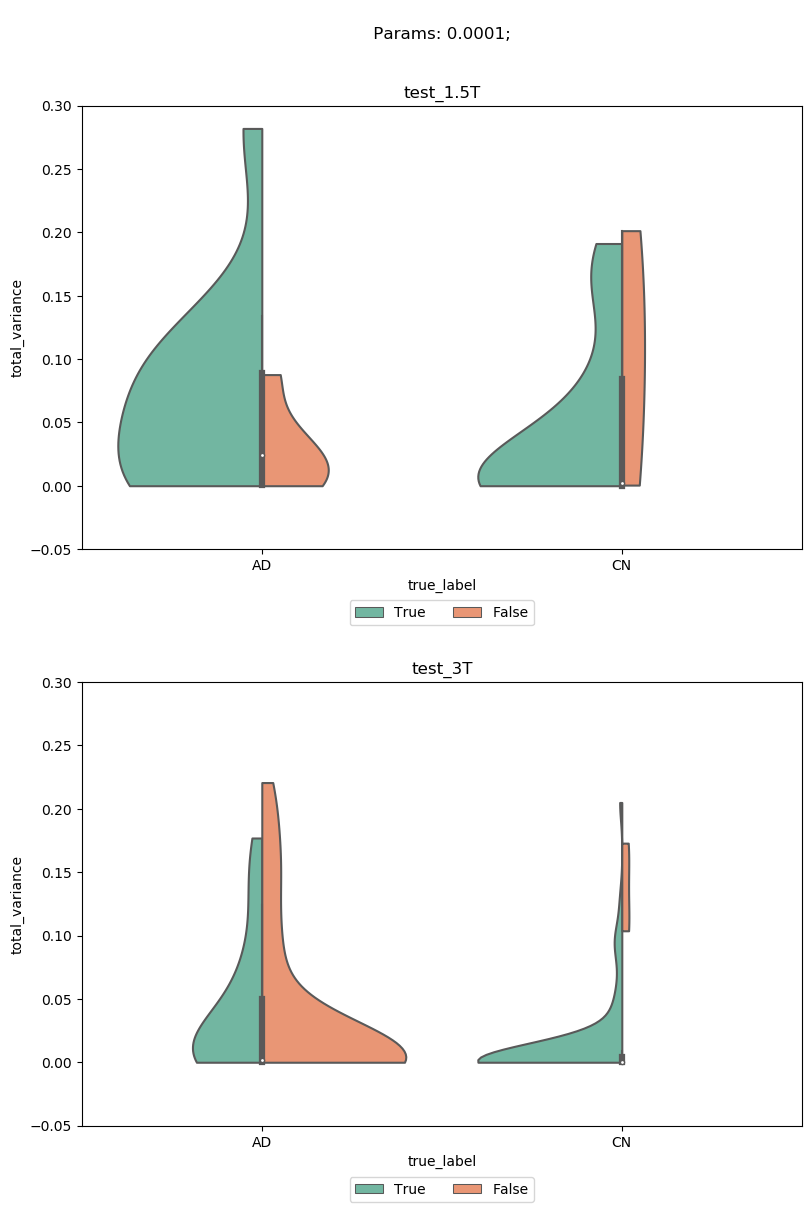 Params: 0.0001;
test_1.5T
0.30
0.25
0.20
0.15
0.10
0.05
0.00
−0.05
total_variance
AD CN
true_label
True False
test_3T
0.30
0.25
0.20
0.15
0.10
0.05
0.00
−0.05
total_variance
AD CN
true_label
True False